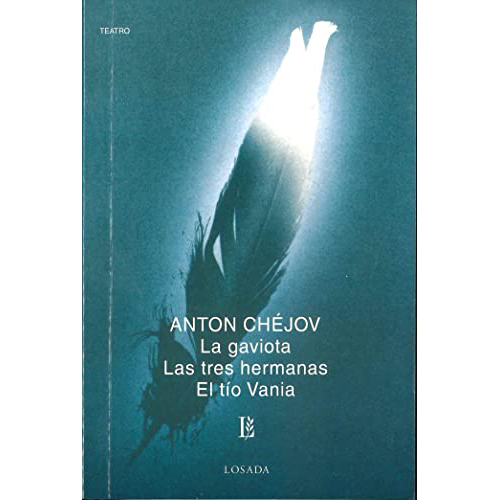 TEATRO
ANTON CHÉJOV
La gaviota
Las tres hermanas
El tío Vania
L
LOSADA